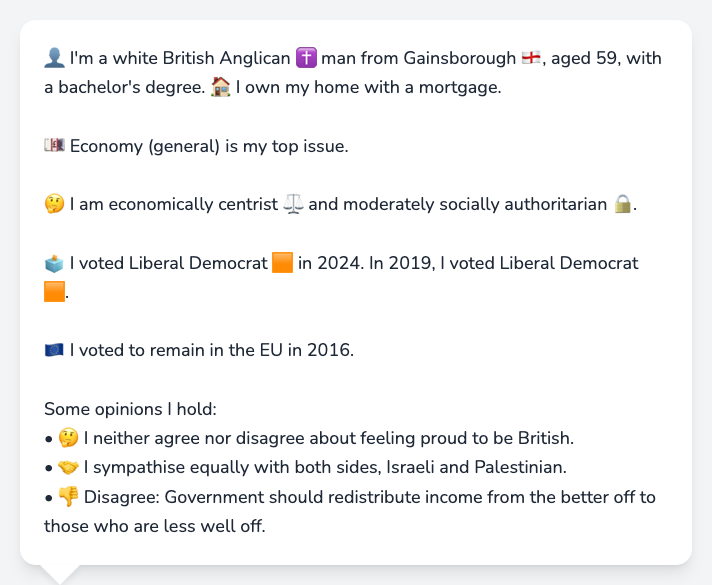 👤 I'm a white British Anglican ✝️ man from Gainsborough 🏴󠁧󠁢󠁥󠁮󠁧󠁿, aged 59, with
a bachelor's degree. 🏠 I own my home with a mortgage.
💷 Economy (general) is my top issue.
🤔 I am economically centrist ⚖️ and moderately socially authoritarian 🔒.
🗳️ I voted Liberal Democrat 🟧 in 2024. In 2019, I voted Liberal Democrat
🟧.
🇪🇺 I voted to remain in the EU in 2016.
Some opinions I hold:
• 🤔 I neither agree nor disagree about feeling proud to be British.
• 🤝 I sympathise equally with both sides, Israeli and Palestinian.
• 👎 Disagree: Government should redistribute income from the better off to
those who are less well off.